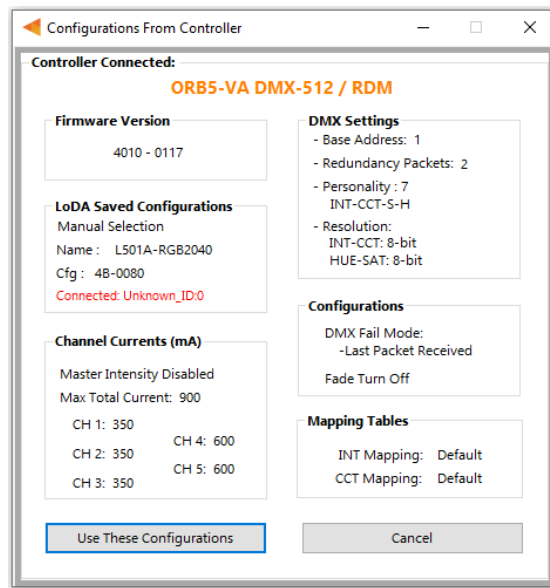 Configurations From Controller
Controller Connected:
ORB5-VA DMX-512 / RDM
Firmware Version
4010 - 0117
LoDA Saved Configurations
Manual Selection
Name : L501A-RGB2040
Cfg : 4B-0080
Connected: Unknown_ID:0
Channel Currents (mA)
Master Intensity Disabled
Max Total Current: 900
CH 1: 350
CH 2: 350
CH 3: 350
CH 4: 600
CH 5: 600
DMX Settings
- Base Address: 1
- Redundancy Packets: 2
- Personality : 7
INT-CCT-S-H
- Resolution:
INT-CCT: 8-bit
HUE-SAT: 8-bit
Configurations
DMX Fail Mode:
-Last Packet Received
Fade Turn Off
Mapping Tables
INT Mapping: Default
CCT Mapping: Default
Use These Configurations
Cancel